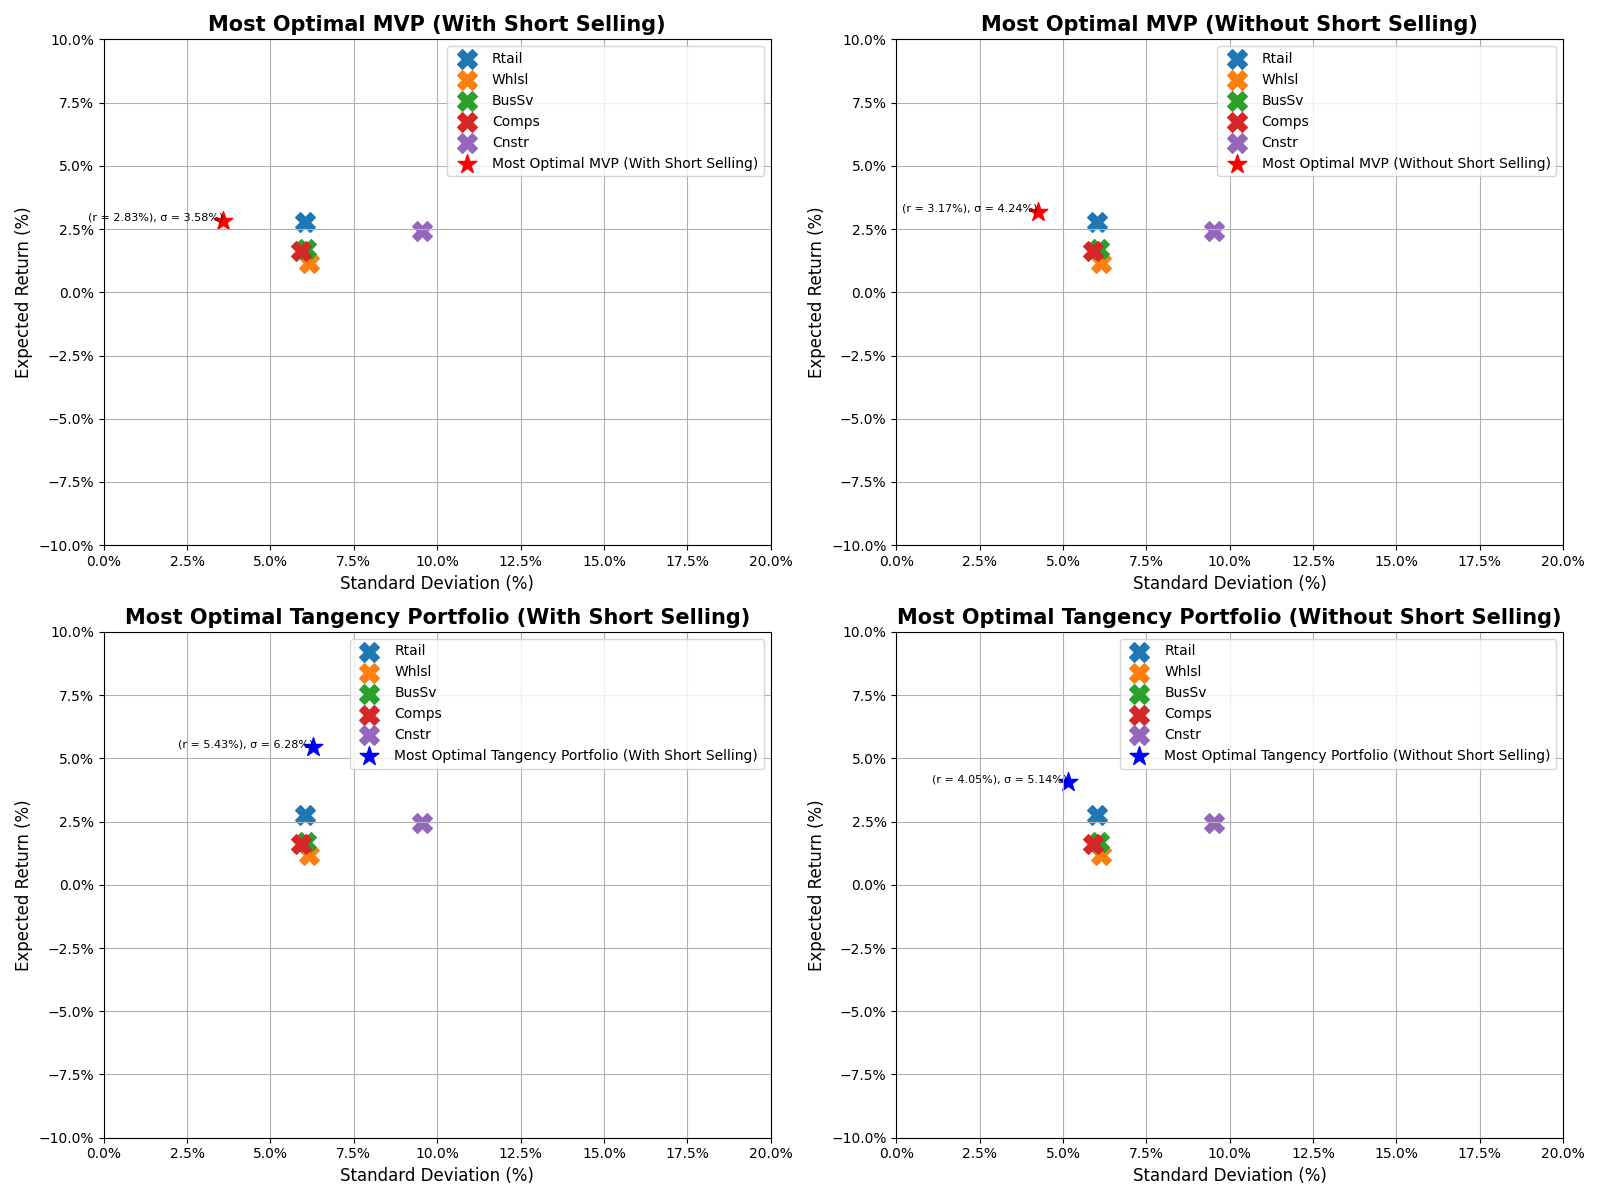 Most Optimal MVP (With Short Selling)
10.0%
7.5%
5.0%
2.5%
0.0%
−2.5%
−5.0%
−7.5%
−10.0%
Expected Return (%)
Rtail
Whlsl
BusSv
Comps
Cnstr
Most Optimal MVP (With Short Selling)
(r = 2.83%), σ = 3.58%)
0.0% 2.5% 5.0% 7.5% 10.0% 12.5% 15.0% 17.5% 20.0%
Standard Deviation (%)
Most Optimal MVP (Without Short Selling)
10.0%
7.5%
5.0%
2.5%
0.0%
−2.5%
−5.0%
−7.5%
−10.0%
Expected Return (%)
Rtail
Whlsl
BusSv
Comps
Cnstr
Most Optimal MVP (Without Short Selling)
(r = 3.17%), σ = 4.24%)
0.0% 2.5% 5.0% 7.5% 10.0% 12.5% 15.0% 17.5% 20.0%
Standard Deviation (%)
Most Optimal Tangency Portfolio (With Short Selling)
10.0%
7.5%
5.0%
2.5%
0.0%
−2.5%
−5.0%
−7.5%
−10.0%
Expected Return (%)
Rtail
Whlsl
BusSv
Comps
Cnstr
Most Optimal Tangency Portfolio (With Short Selling)
(r = 5.43%), σ = 6.28%)
0.0% 2.5% 5.0% 7.5% 10.0% 12.5% 15.0% 17.5% 20.0%
Standard Deviation (%)
Most Optimal Tangency Portfolio (Without Short Selling)
10.0%
7.5%
5.0%
2.5%
0.0%
−2.5%
−5.0%
−7.5%
−10.0%
Expected Return (%)
Rtail
Whlsl
BusSv
Comps
Cnstr
Most Optimal Tangency Portfolio (Without Short Selling)
(r = 4.05%), σ = 5.14%)
0.0% 2.5% 5.0% 7.5% 10.0% 12.5% 15.0% 17.5% 20.0%
Standard Deviation (%)